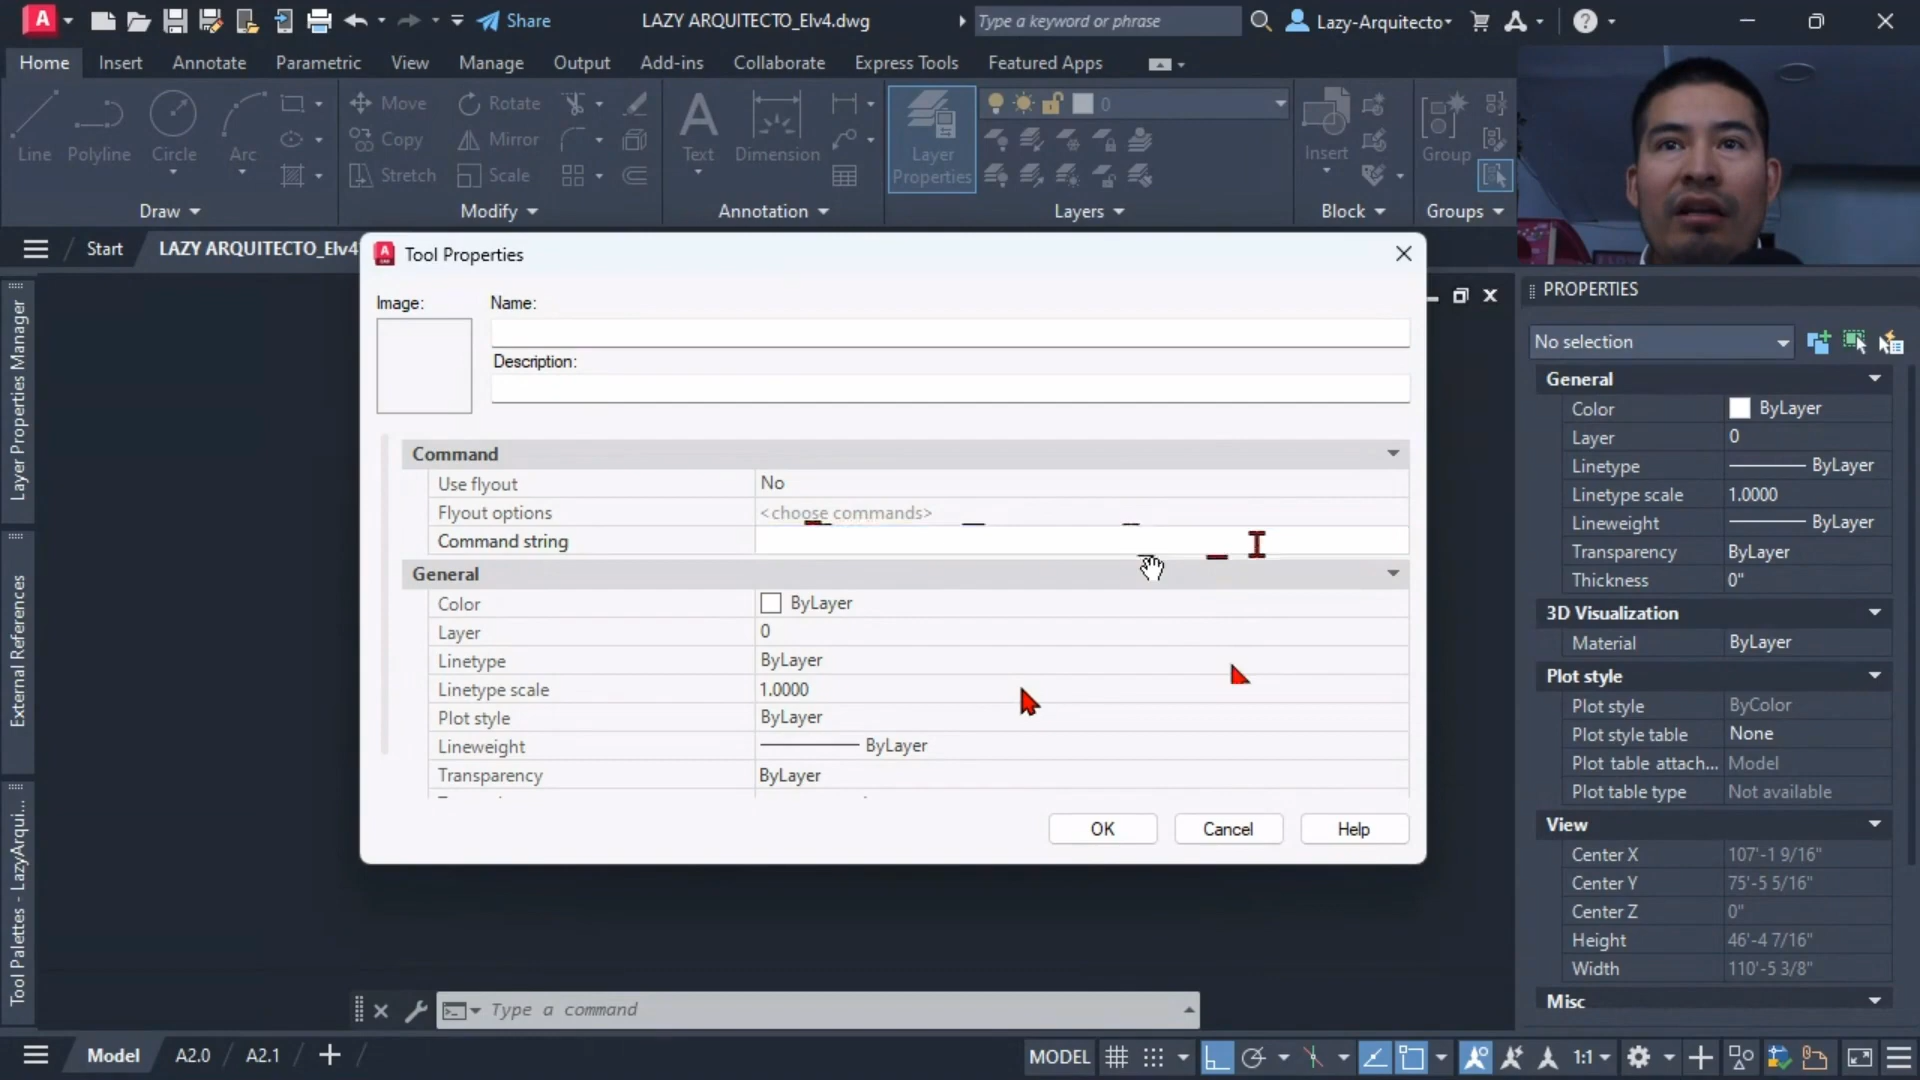 Share
LAZY ARQUITECTO_Elv4.dwg
Type a keyword or phrase
Lazy-Arquitecto
Home
Insert
Annotate
Parametric
View
Manage
Output
Add-ins
Collaborate
Express Tools
Featured Apps
Line
Polyline
Circle
Arc
Draw
Move
Copy
Stretch
Rotate
Mirror
Scale
Modify
Text
Dimension
Annotation
Layer
Properties
0
Layers
Insert
Block
Group
Groups
Start
LAZY ARQUITECTO_Elv4
Layer Properties Manager
External References
Tool Palettes - LazyArqui...
Tool Properties
Image:
Name:
Description:
Command
Use flyout No
Flyout options <choose commands>
Command string
General
Color ByLayer
Layer 0
Linetype ByLayer
Linetype scale 1.0000
Plot style ByLayer
Lineweight ByLayer
Transparency ByLayer
OK
Cancel
Help
PROPERTIES
No selection
General
Color ByLayer
Layer 0
Linetype ByLayer
Linetype scale 1.0000
Lineweight ByLayer
Transparency ByLayer
Thickness 0"
3D Visualization
Material ByLayer
Plot style
Plot style ByColor
Plot style table None
Plot table attach... Model
Plot table type Not available
View
Center X 107'-1 9/16"
Center Y 75'-5 5/16"
Center Z 0"
Height 46'-4 7/16"
Width 110'-5 3/8"
Misc
Type a command
Model
A2.0
A2.1
MODEL
1:1